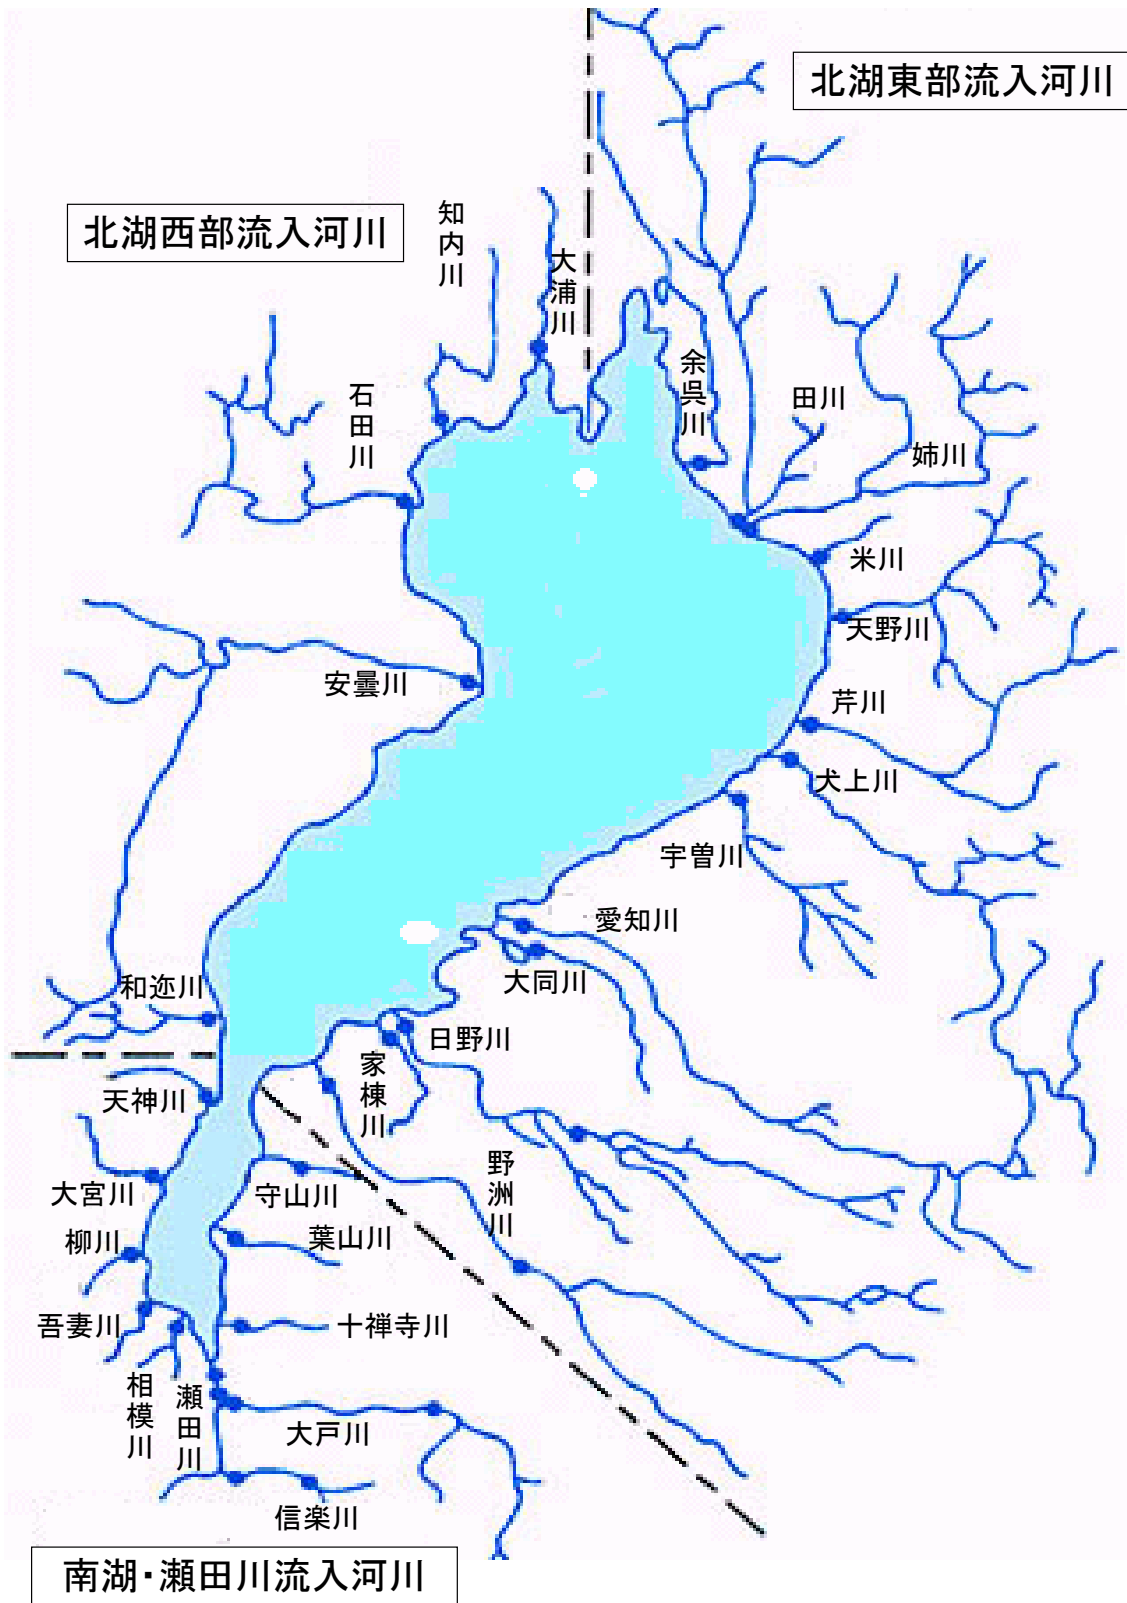 北湖東部流入河川
北湖西部流入河川
知内川
大浦川
余呉川
石田川
田川
姉川
米川
天野川
安曇川
芹川
犬上川
宇曽川
愛知川
大同川
和迩川
日野川
家棟川
天神川
野洲川
大宮川
守山川
柳川
葉山川
吾妻川
十禅寺川
相模川
瀬田川
大戸川
信楽川
南湖・瀬田川流入河川